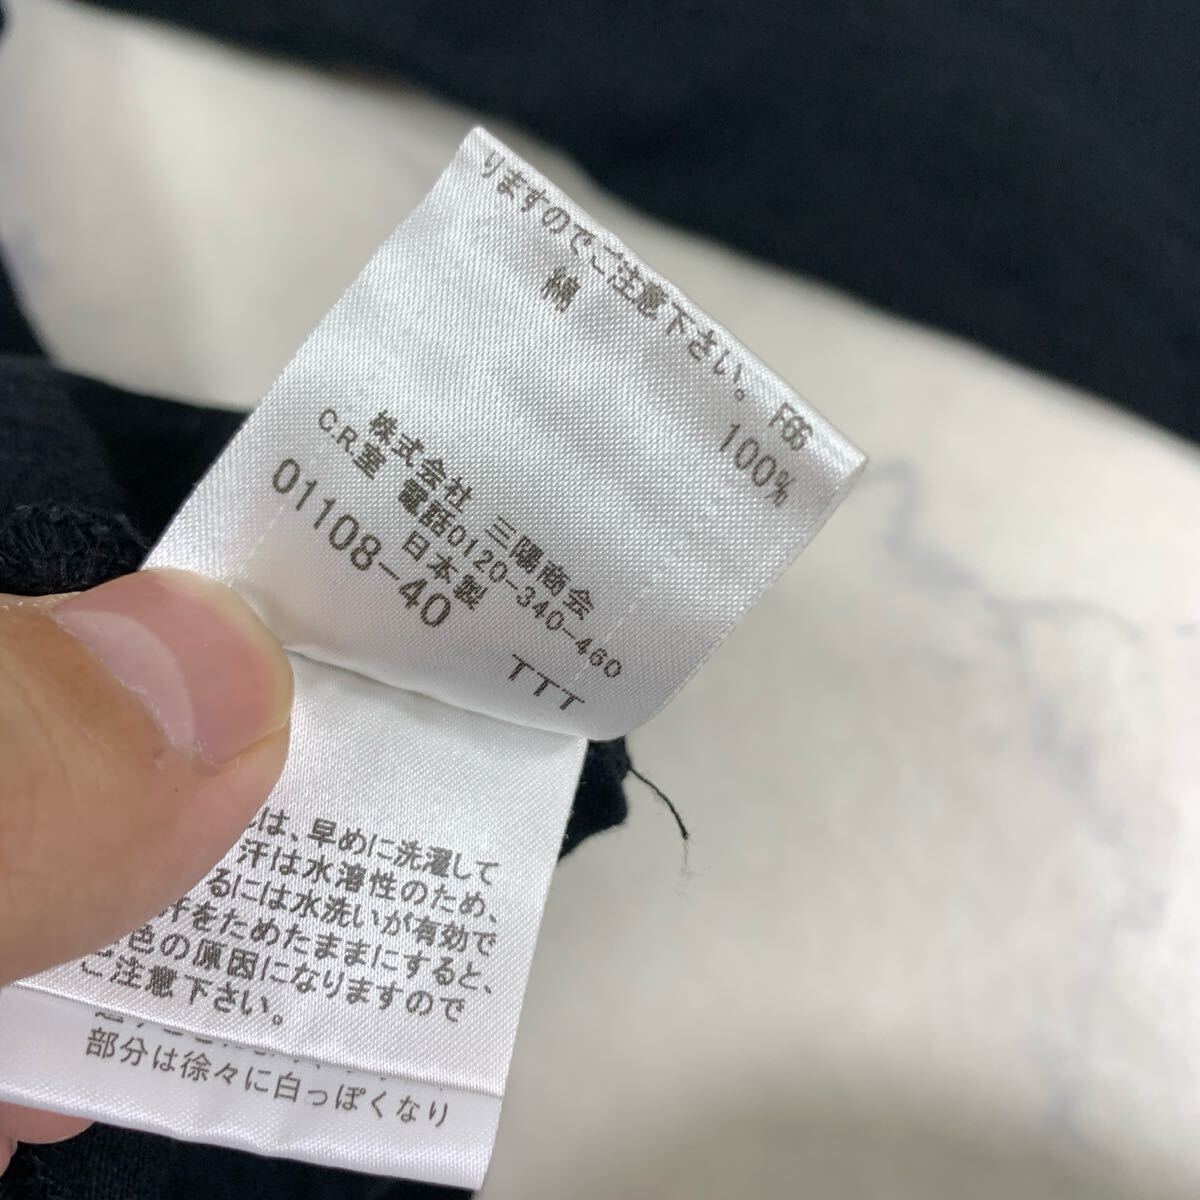 りますのでご注意下さい。 F66
綿 100%
株式会社 三陽商会
C.R.室 電話0120-340-460
日本製
01108-40 TTT
は、早めに洗濯して
汗は水溶性のため、
るには水洗いが有効で
汗をためたままにすると、
色の原因になりますので
ご注意下さい。
部分は徐々に白っぽくなり